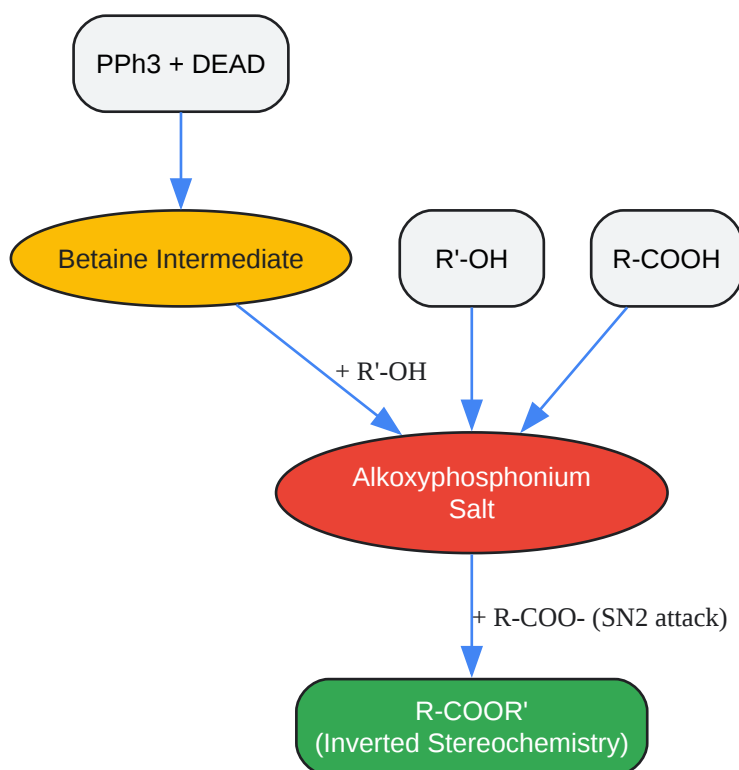 PPh3 + DEAD
Betaine Intermediate
R'-OH
R-COOH
+ R'-OH
Alkoxyphosphonium
Salt
+ R-COO- (SN2 attack)
R-COOR'
(Inverted Stereochemistry)